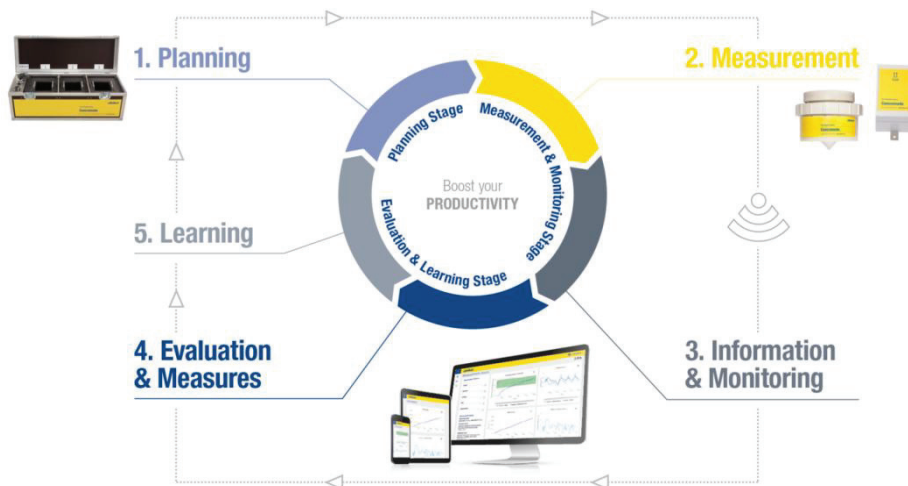 1. Planning
2. Measurement
Planning Stage
Measurement & Monitoring Stage
Boost your
PRODUCTIVITY
5. Learning
Evaluation & Learning Stage
4. Evaluation
& Measures
3. Information
& Monitoring